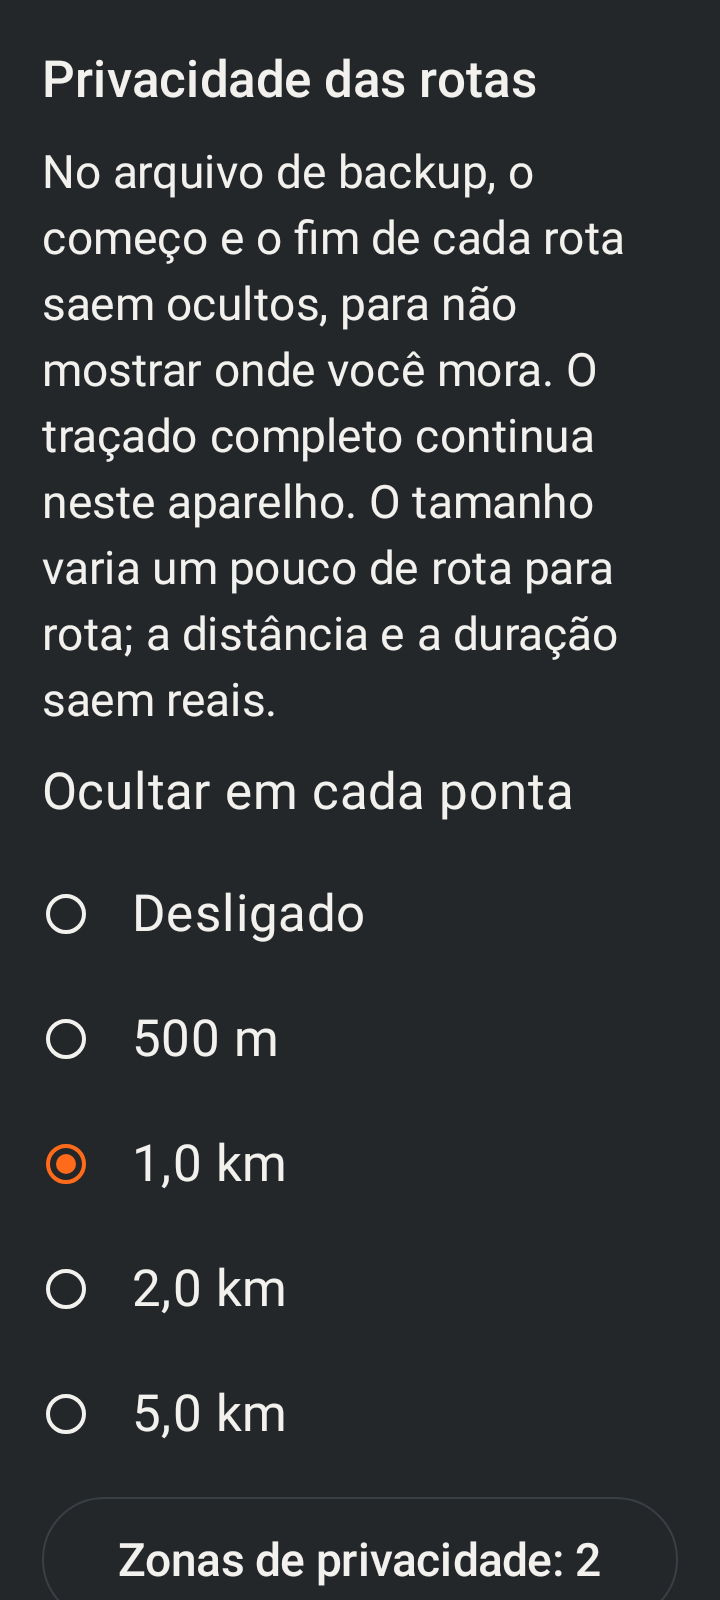 Privacidade das rotas
No arquivo de backup, o
começo e o fim de cada rota
saem ocultos, para não
mostrar onde você mora. O
traçado completo continua
neste aparelho. O tamanho
varia um pouco de rota para
rota; a distância e a duração
saem reais.
Ocultar em cada ponta
Desligado
500 m
1,0 km
2,0 km
5,0 km
Zonas de privacidade: 2